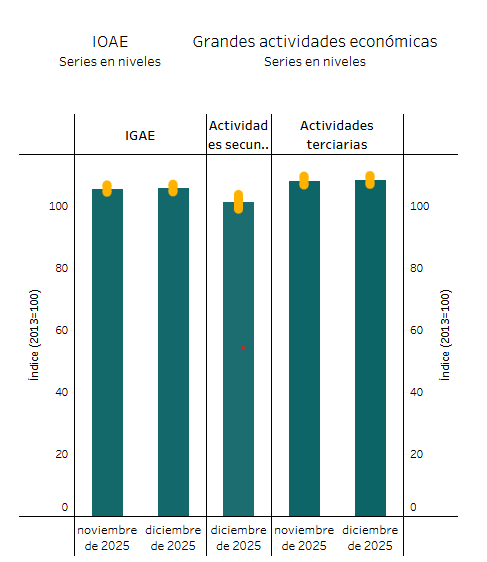 IOAE
Grandes actividades económicas
Series en niveles
Series en niveles
IGAE
Actividad
es secun..
Actividades
terciarias
100
80
60
40
20
0
Índice (2013=100)
100
80
60
40
20
0
Índice (2013=100)
noviembre
de 2025
diciembre
de 2025
diciembre
de 2025
noviembre
de 2025
diciembre
de 2025